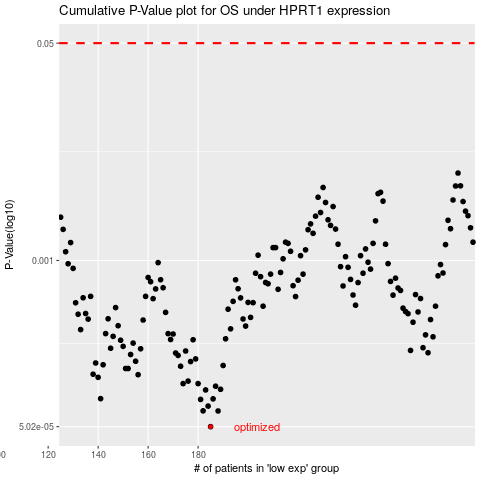 Cumulative P-Value plot for OS under HPRT1 expression
0.05
P-Value(log10)
0.001
5.02e-05
optimized
00 120 140 160 180
# of patients in 'low exp' group